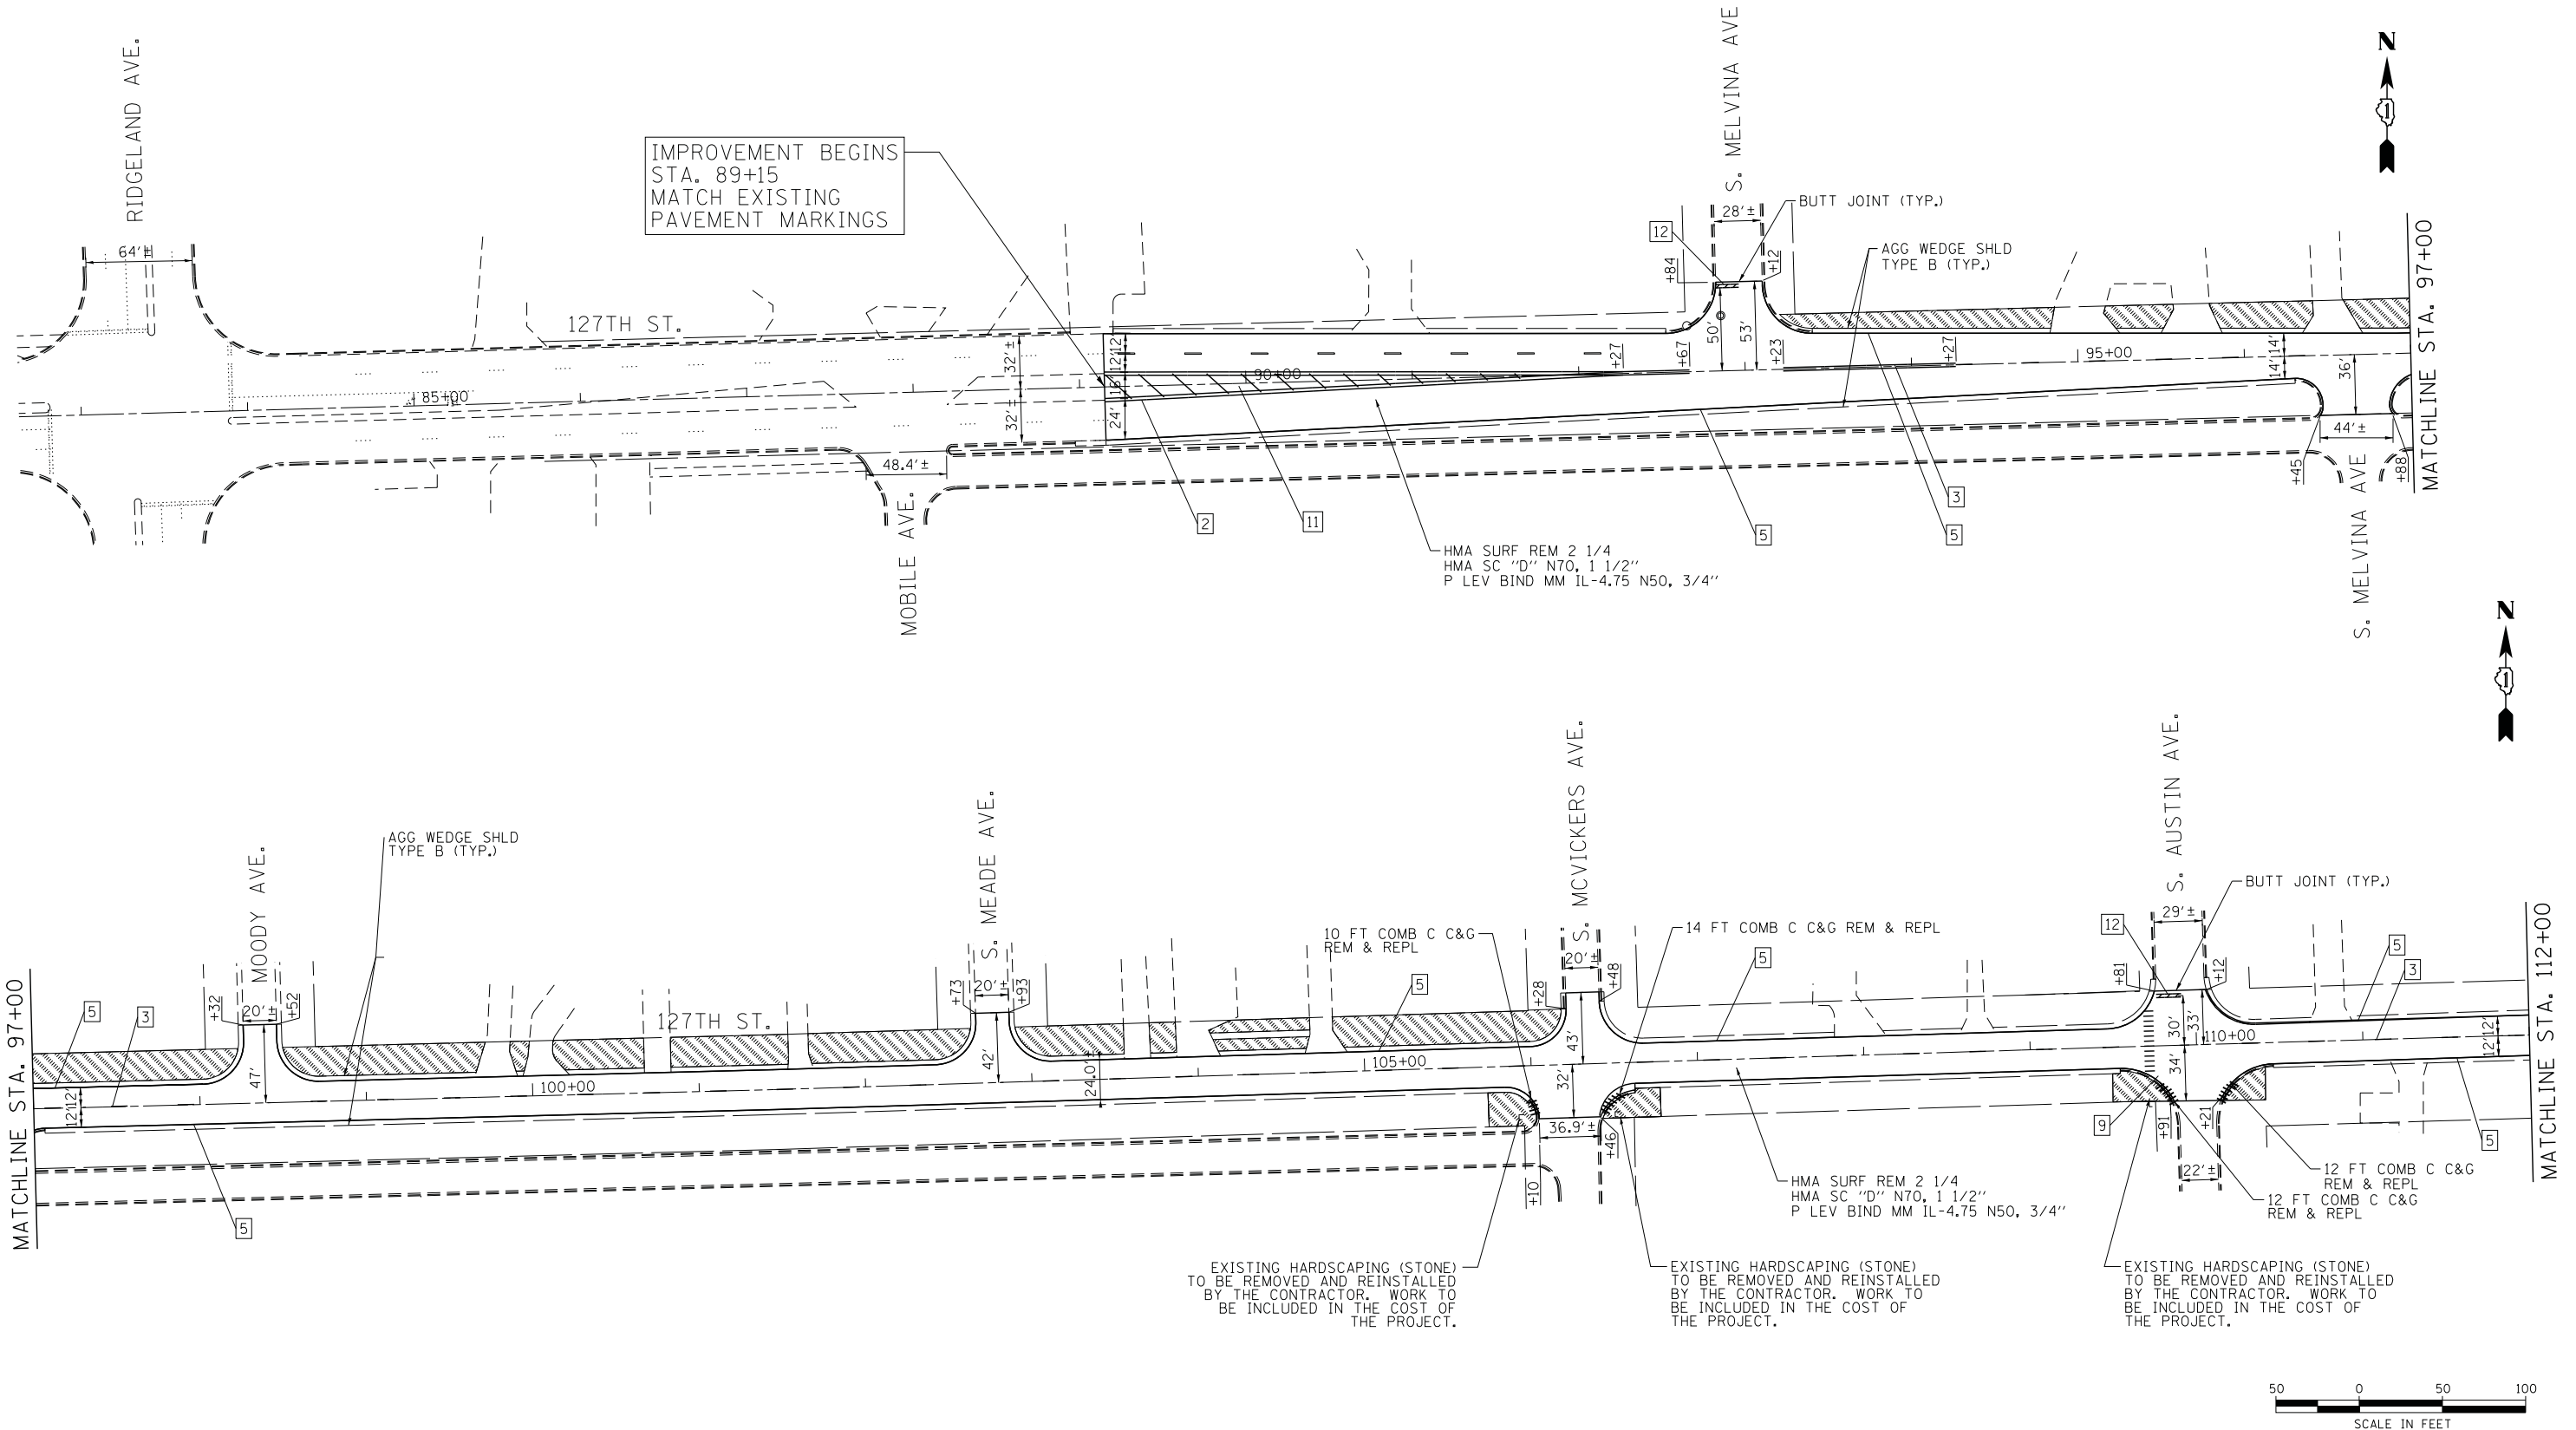 RIDGELAND AVE.
64'±
IMPROVEMENT BEGINS
STA. 89+15
MATCH EXISTING
PAVEMENT MARKINGS
127TH ST.
85+00
32'±
32'±
12'
12'
16'
24'
90+00
48.4'±
MOBILE AVE.
2
11
HMA SURF REM 2 1/4
HMA SC "D" N70, 1 1/2"
P LEV BIND MM IL-4.75 N50, 3/4"
S. MELVINA AVE
28'±
BUTT JOINT (TYP.)
12
+84
+12
50'
53'
+27
+67
+23
+27
AGG WEDGE SHLD
TYPE B (TYP.)
95+00
14'
14'
36'
44'±
+45
+88
3
5
5
S. MELVINA AVE
MATCHLINE STA. 97+00
N
N
MATCHLINE STA. 97+00
5
3
12'
12'
+32
20'±
+52
MOODY AVE.
47'
AGG WEDGE SHLD
TYPE B (TYP.)
5
100+00
127TH ST.
S. MEADE AVE.
+73
20'±
+93
42'
24.0'±
105+00
5
10 FT COMB C C&G
REM & REPL
S. MCVICKERS AVE.
20'±
+28
+48
43'
32'
36.9'±
+10
+46
14 FT COMB C C&G REM & REPL
5
HMA SURF REM 2 1/4
HMA SC "D" N70, 1 1/2"
P LEV BIND MM IL-4.75 N50, 3/4"
S. AUSTIN AVE.
BUTT JOINT (TYP.)
29'±
12
+81
+12
30'
33'
34'
110+00
5
3
12'
12'
9
+91
+21
22'±
5
12 FT COMB C C&G
REM & REPL
12 FT COMB C C&G
REM & REPL
MATCHLINE STA. 112+00
EXISTING HARDSCAPING (STONE)
TO BE REMOVED AND REINSTALLED
BY THE CONTRACTOR. WORK TO
BE INCLUDED IN THE COST OF
THE PROJECT.
EXISTING HARDSCAPING (STONE)
TO BE REMOVED AND REINSTALLED
BY THE CONTRACTOR. WORK TO
BE INCLUDED IN THE COST OF
THE PROJECT.
EXISTING HARDSCAPING (STONE)
TO BE REMOVED AND REINSTALLED
BY THE CONTRACTOR. WORK TO
BE INCLUDED IN THE COST OF
THE PROJECT.
50 0 50 100
SCALE IN FEET